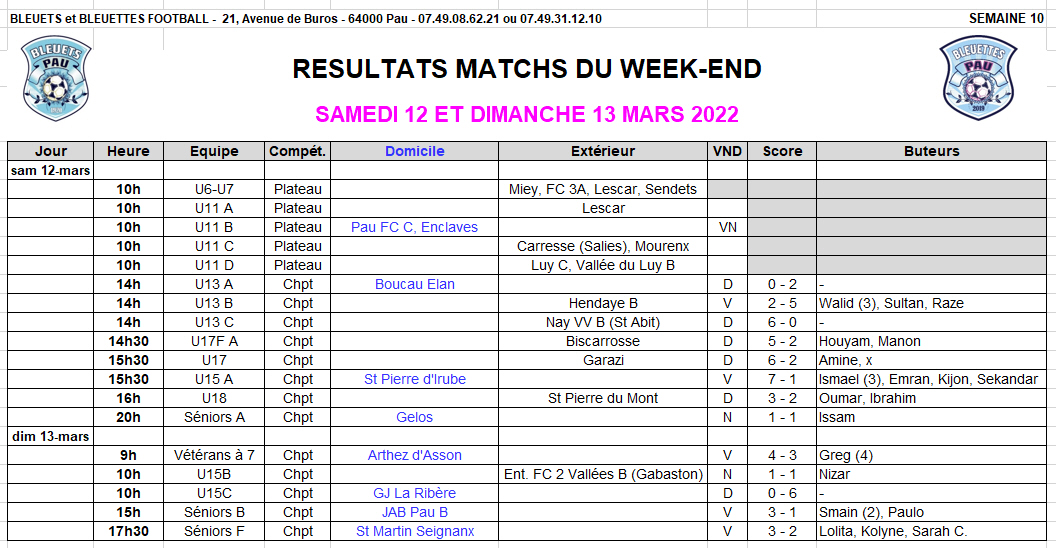 BLEUETS et BLEUETTES FOOTBALL - 21, Avenue de Buros - 64000 Pau - 07.49.08.62.21 ou 07.49.31.12.10 SEMAINE 10
BLEUETS PAU
BLEUETTES PAU 2019
RESULTATS MATCHS DU WEEK-END
SAMEDI 12 ET DIMANCHE 13 MARS 2022
Jour Heure Equipe Compét. Domicile Extérieur VND Score Buteurs
sam 12-mars
10h U6-U7 Plateau Miey, FC 3A, Lescar, Sendets
10h U11 A Plateau Lescar
10h U11 B Plateau Pau FC C, Enclaves VN
10h U11 C Plateau Carresse (Salies), Mourenx
10h U11 D Plateau Luy C, Vallée du Luy B
14h U13 A Chpt Boucau Elan D 0 - 2 -
14h U13 B Chpt Hendaye B V 2 - 5 Walid (3), Sultan, Raze
14h U13 C Chpt Nay VV B (St Abit) D 6 - 0 -
14h30 U17F A Chpt Biscarrosse D 5 - 2 Houyam, Manon
15h30 U17 Chpt Garazi D 6 - 2 Amine, x
15h30 U15 A Chpt St Pierre d'Irube V 7 - 1 Ismael (3), Emran, Kijon, Sekandar
16h U18 Chpt St Pierre du Mont D 3 - 2 Oumar, Ibrahim
20h Séniors A Chpt Gelos N 1 - 1 Issam
dim 13-mars
9h Vétérans à 7 Chpt Arthez d'Asson V 4 - 3 Greg (4)
10h U15B Chpt Ent. FC 2 Vallées B (Gabaston) N 1 - 1 Nizar
10h U15C Chpt GJ La Ribère D 0 - 6 -
15h Séniors B Chpt JAB Pau B V 3 - 1 Smain (2), Paulo
17h30 Séniors F Chpt St Martin Seignanx V 3 - 2 Lolita, Kolyne, Sarah C.